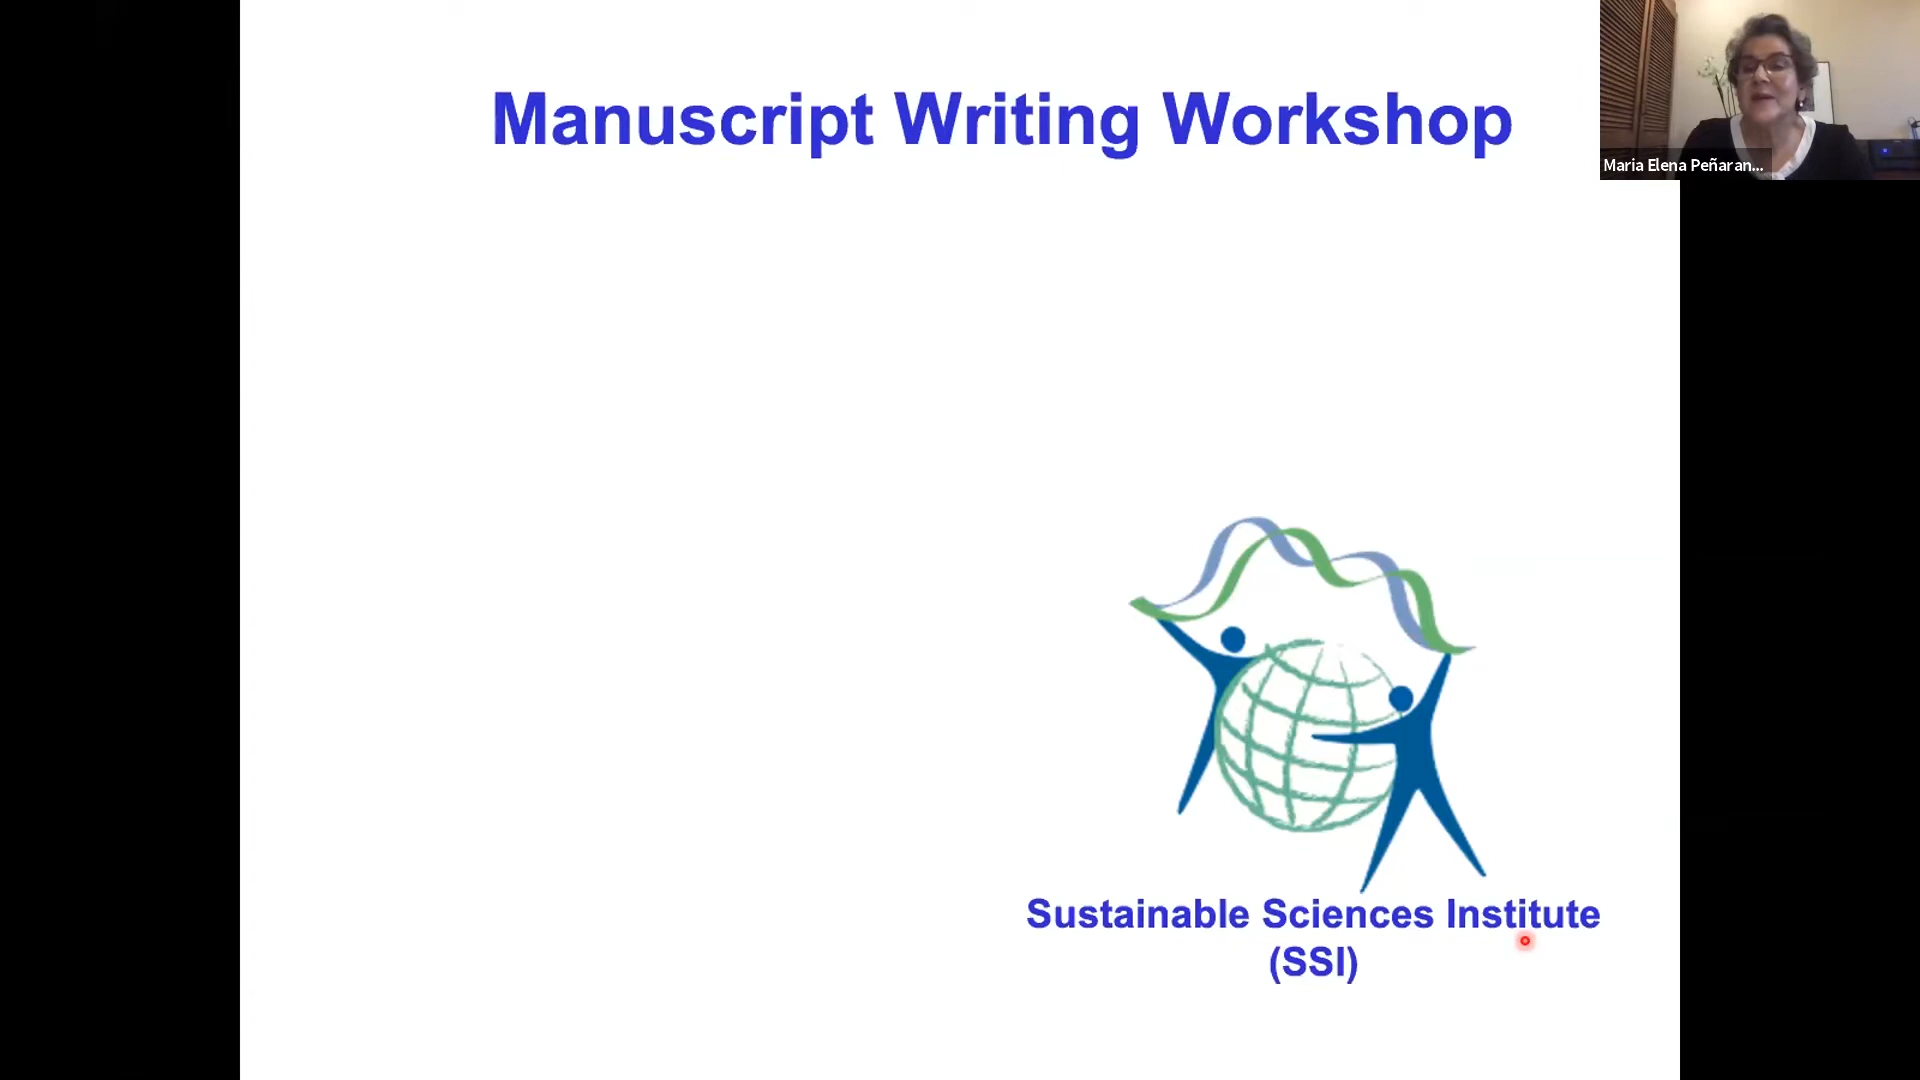 Manuscript Writing Workshop
Maria Elena Peñaran...
Sustainable Sciences Institute
(SSI)